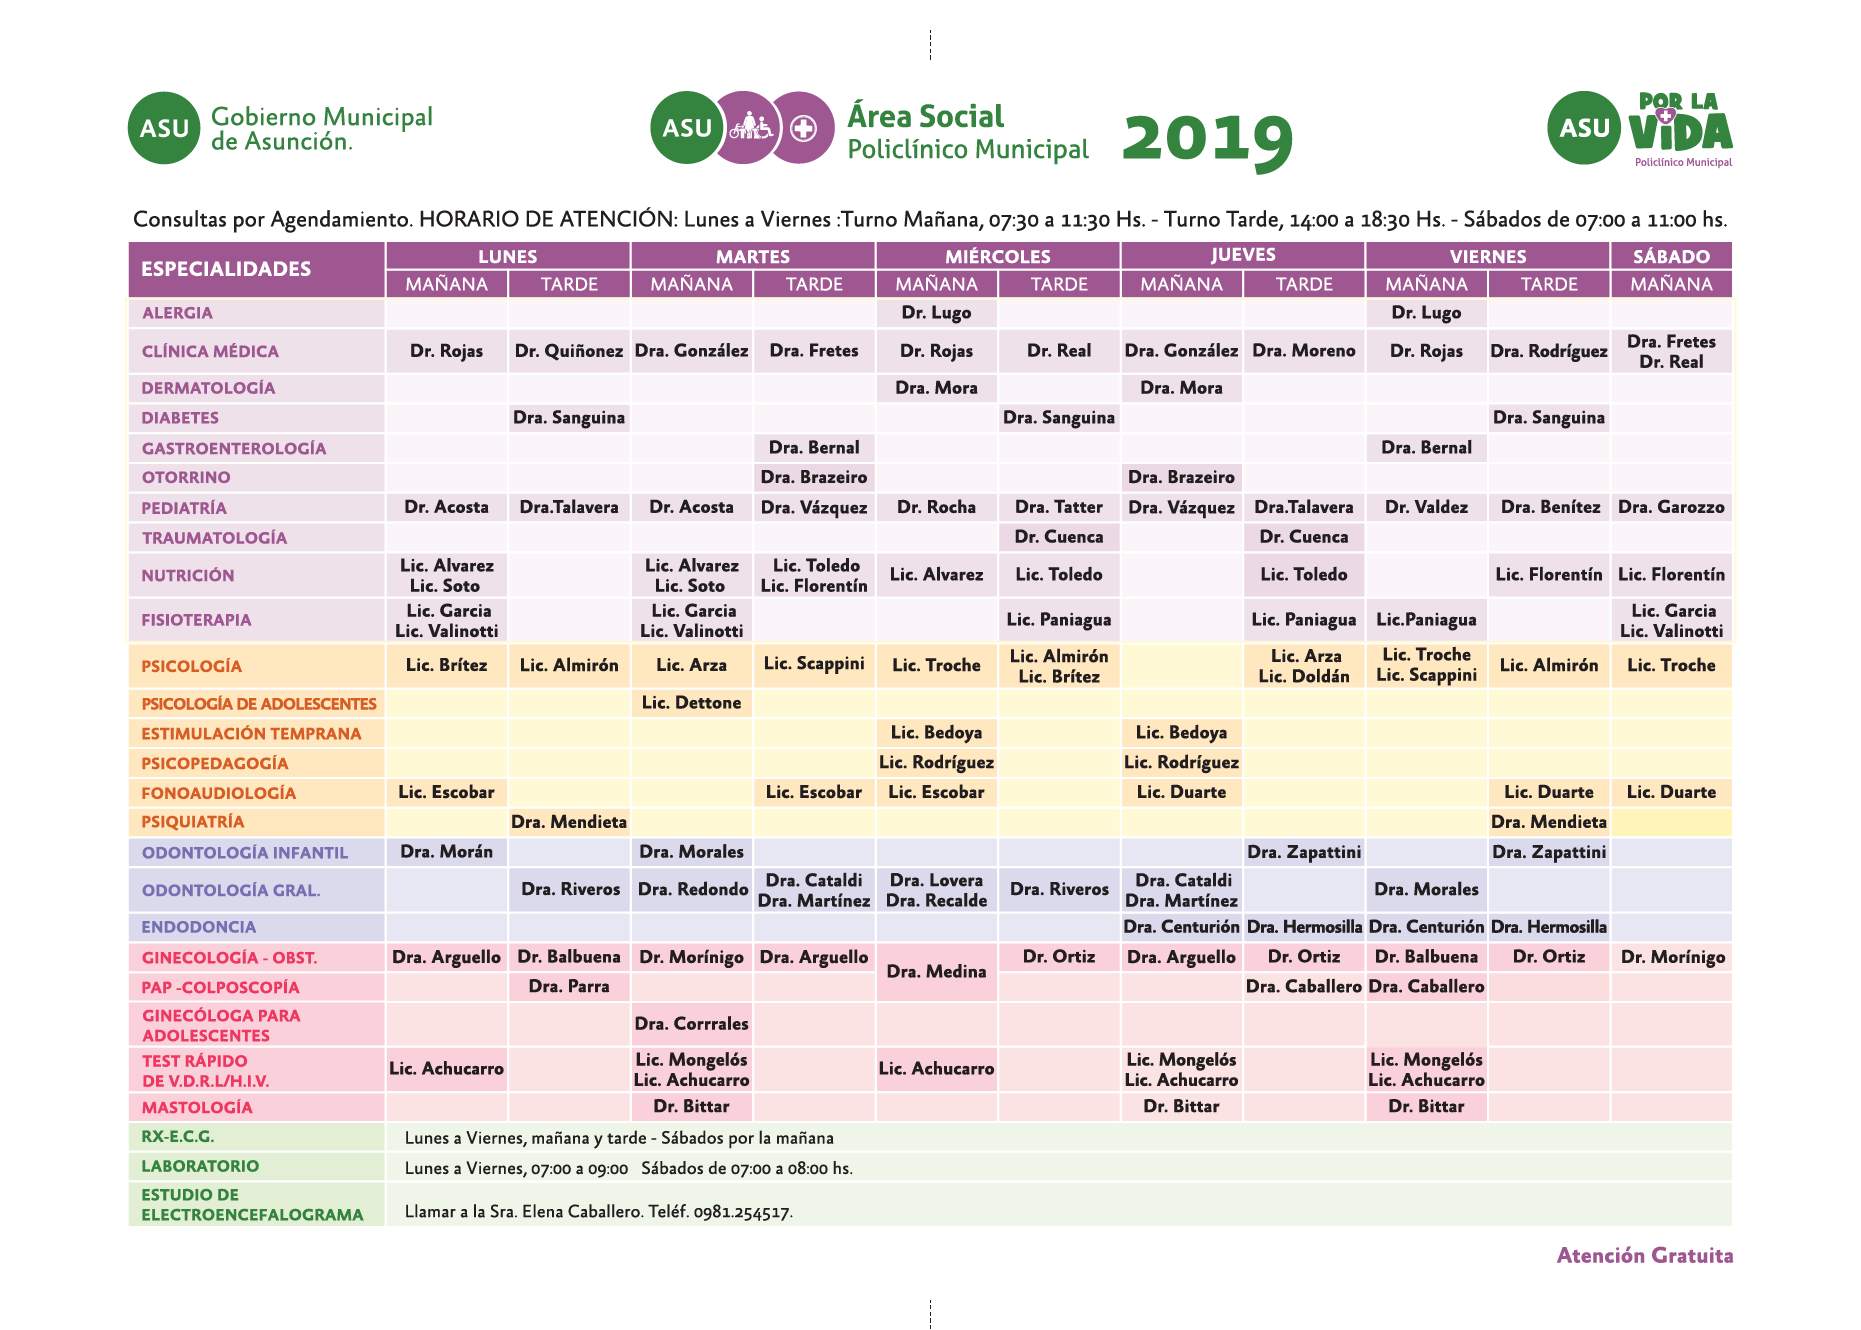 ASU Gobierno Municipal
de Asunción.
ASU Área Social
Policlínico Municipal
2019
ASU POR LA
ViDA
Policlínico Municipal
Consultas por Agendamiento. HORARIO DE ATENCIÓN: Lunes a Viernes :Turno Mañana, 07:30 a 11:30 Hs. - Turno Tarde, 14:00 a 18:30 Hs. - Sábados de 07:00 a 11:00 hs.
ESPECIALIDADES LUNES MARTES MIÉRCOLES JUEVES VIERNES SÁBADO
MAÑANA TARDE MAÑANA TARDE MAÑANA TARDE MAÑANA TARDE MAÑANA TARDE MAÑANA
ALERGIA Dr. Lugo Dr. Lugo
CLÍNICA MÉDICA Dr. Rojas Dr. Quiñonez Dra. González Dra. Fretes Dr. Rojas Dr. Real Dra. González Dra. Moreno Dr. Rojas Dra. Rodríguez Dra. Fretes
Dr. Real
DERMATOLOGÍA Dra. Mora Dra. Mora
DIABETES Dra. Sanguina Dra. Sanguina Dra. Sanguina
GASTROENTEROLOGÍA Dra. Bernal Dra. Bernal
OTORRINO Dra. Brazeiro Dra. Brazeiro
PEDIATRÍA Dr. Acosta Dra.Talavera Dr. Acosta Dra. Vázquez Dr. Rocha Dra. Tatter Dra. Vázquez Dra.Talavera Dr. Valdez Dra. Benítez Dra. Garozzo
TRAUMATOLOGÍA Dr. Cuenca Dr. Cuenca
NUTRICIÓN Lic. Alvarez Lic. Alvarez Lic. Toledo Lic. Alvarez Lic. Toledo Lic. Toledo Lic. Florentín Lic. Florentín
Lic. Soto Lic. Soto Lic. Florentín
FISIOTERAPIA Lic. Garcia Lic. Garcia Lic. Paniagua Lic. Paniagua Lic.Paniagua Lic. Garcia
Lic. Valinotti Lic. Valinotti Lic. Valinotti
PSICOLOGÍA Lic. Brítez Lic. Almirón Lic. Arza Lic. Scappini Lic. Troche Lic. Almirón Lic. Arza Lic. Troche Lic. Almirón Lic. Troche
Lic. Brítez Lic. Doldán Lic. Scappini
PSICOLOGÍA DE ADOLESCENTES Lic. Dettone
ESTIMULACIÓN TEMPRANA Lic. Bedoya Lic. Bedoya
PSICOPEDAGOGÍA Lic. Rodríguez Lic. Rodríguez
FONOAUDIOLOGÍA Lic. Escobar Lic. Escobar Lic. Escobar Lic. Duarte Lic. Duarte Lic. Duarte
PSIQUIATRÍA Dra. Mendieta Dra. Mendieta
ODONTOLOGÍA INFANTIL Dra. Morán Dra. Morales Dra. Zapattini Dra. Zapattini
ODONTOLOGÍA GRAL. Dra. Riveros Dra. Redondo Dra. Cataldi Dra. Lovera Dra. Riveros Dra. Cataldi Dra. Morales
Dra. Martínez Dra. Recalde Dra. Martínez
ENDODONCIA Dra. Centurión Dra. Hermosilla Dra. Centurión Dra. Hermosilla
GINECOLOGÍA - OBST. Dra. Arguello Dr. Balbuena Dr. Morínigo Dra. Arguello Dra. Medina Dr. Ortiz Dra. Arguello Dr. Ortiz Dr. Balbuena Dr. Ortiz Dr. Morínigo
PAP -COLPOSCOPÍA Dra. Parra Dra. Caballero Dra. Caballero
GINECÓLOGA PARA
ADOLESCENTES Dra. Corrrales
TEST RÁPIDO
DE V.D.R.L/H.I.V. Lic. Achucarro Lic. Mongelós Lic. Achucarro Lic. Mongelós Lic. Mongelós
Lic. Achucarro Lic. Achucarro Lic. Achucarro
MASTOLOGÍA Dr. Bittar Dr. Bittar Dr. Bittar
RX-E.C.G. Lunes a Viernes, mañana y tarde - Sábados por la mañana
LABORATORIO Lunes a Viernes, 07:00 a 09:00 Sábados de 07:00 a 08:00 hs.
ESTUDIO DE
ELECTROENCEFALOGRAMA Llamar a la Sra. Elena Caballero. Teléf. 0981.254517.
Atención Gratuita